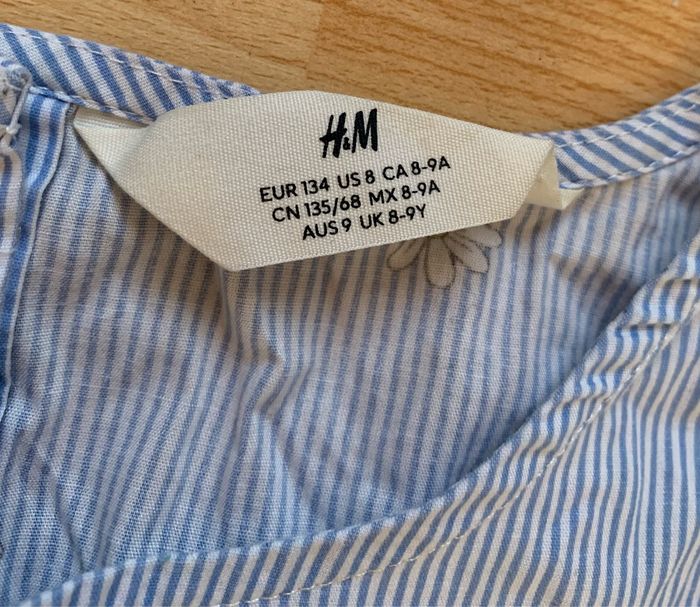 H&M
EUR 134 US 8 CA 8-9A
CN 135/68 MX 8-9A
AUS 9 UK 8-9Y